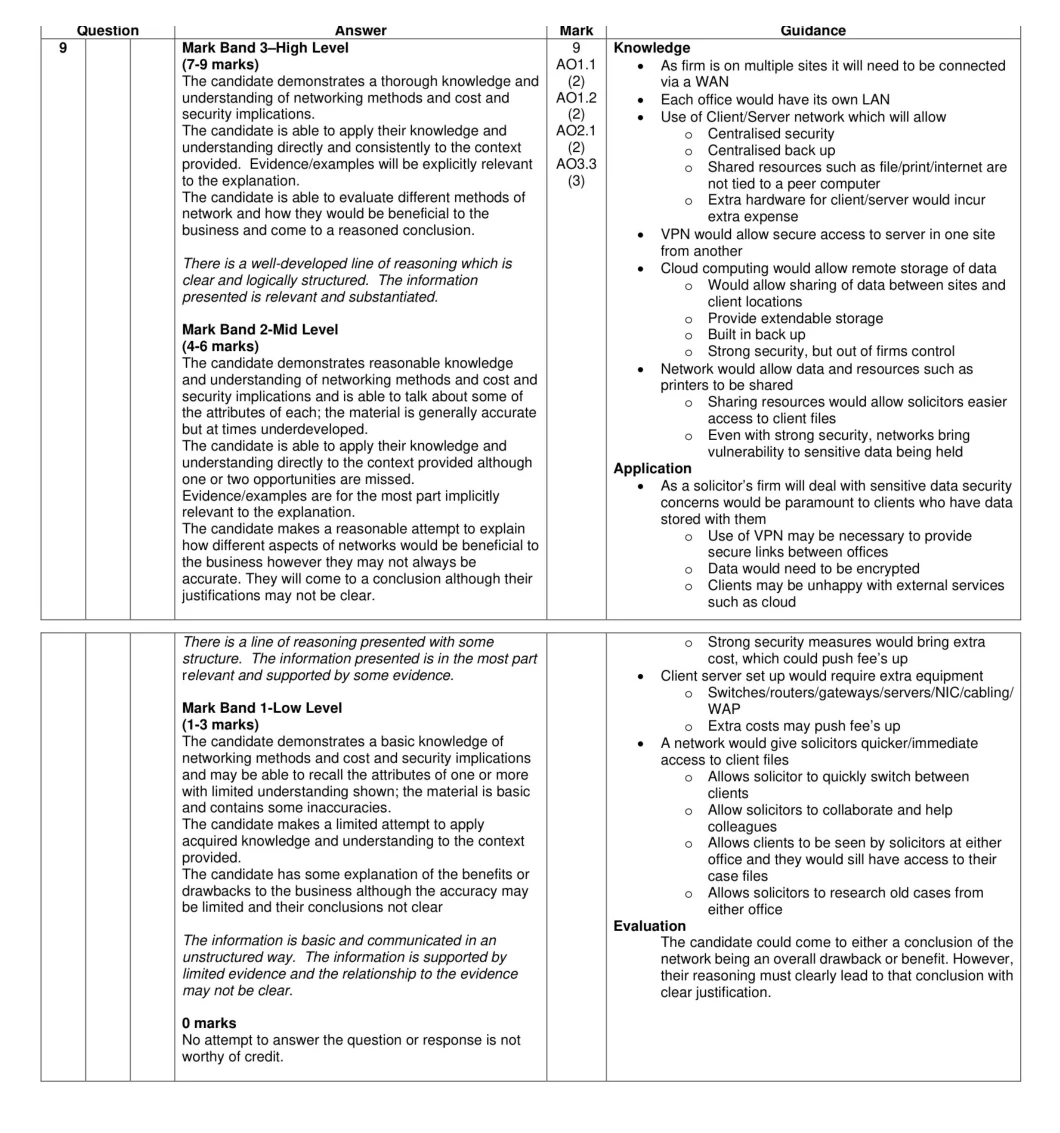 Question Answer Mark Guidance
9
Mark Band 3–High Level
(7-9 marks)
The candidate demonstrates a thorough knowledge and
understanding of networking methods and cost and
security implications.
The candidate is able to apply their knowledge and
understanding directly and consistently to the context
provided. Evidence/examples will be explicitly relevant
to the explanation.
The candidate is able to evaluate different methods of
network and how they would be beneficial to the
business and come to a reasoned conclusion.
There is a well-developed line of reasoning which is
clear and logically structured. The information
presented is relevant and substantiated.
Mark Band 2-Mid Level
(4-6 marks)
The candidate demonstrates reasonable knowledge
and understanding of networking methods and cost and
security implications and is able to talk about some of
the attributes of each; the material is generally accurate
but at times underdeveloped.
The candidate is able to apply their knowledge and
understanding directly to the context provided although
one or two opportunities are missed.
Evidence/examples are for the most part implicitly
relevant to the explanation.
The candidate makes a reasonable attempt to explain
how different aspects of networks would be beneficial to
the business however they may not always be
accurate. They will come to a conclusion although their
justifications may not be clear.
9
AO1.1
(2)
AO1.2
(2)
AO2.1
(2)
AO3.3
(3)
Knowledge
• As firm is on multiple sites it will need to be connected
via a WAN
• Each office would have its own LAN
• Use of Client/Server network which will allow
o Centralised security
o Centralised back up
o Shared resources such as file/print/internet are
not tied to a peer computer
o Extra hardware for client/server would incur
extra expense
• VPN would allow secure access to server in one site
from another
• Cloud computing would allow remote storage of data
o Would allow sharing of data between sites and
client locations
o Provide extendable storage
o Built in back up
o Strong security, but out of firms control
• Network would allow data and resources such as
printers to be shared
o Sharing resources would allow solicitors easier
access to client files
o Even with strong security, networks bring
vulnerability to sensitive data being held
Application
• As a solicitor's firm will deal with sensitive data security
concerns would be paramount to clients who have data
stored with them
o Use of VPN may be necessary to provide
secure links between offices
o Data would need to be encrypted
o Clients may be unhappy with external services
such as cloud
There is a line of reasoning presented with some
structure. The information presented is in the most part
relevant and supported by some evidence.
Mark Band 1-Low Level
(1-3 marks)
The candidate demonstrates a basic knowledge of
networking methods and cost and security implications
and may be able to recall the attributes of one or more
with limited understanding shown; the material is basic
and contains some inaccuracies.
The candidate makes a limited attempt to apply
acquired knowledge and understanding to the context
provided.
The candidate has some explanation of the benefits or
drawbacks to the business although the accuracy may
be limited and their conclusions not clear
The information is basic and communicated in an
unstructured way. The information is supported by
limited evidence and the relationship to the evidence
may not be clear.
0 marks
No attempt to answer the question or response is not
worthy of credit.
o Strong security measures would bring extra
cost, which could push fee's up
• Client server set up would require extra equipment
o Switches/routers/gateways/servers/NIC/cabling/
WAP
o Extra costs may push fee's up
• A network would give solicitors quicker/immediate
access to client files
o Allows solicitor to quickly switch between
clients
o Allow solicitors to collaborate and help
colleagues
o Allows clients to be seen by solicitors at either
office and they would sill have access to their
case files
o Allows solicitors to research old cases from
either office
Evaluation
The candidate could come to either a conclusion of the
network being an overall drawback or benefit. However,
their reasoning must clearly lead to that conclusion with
clear justification.